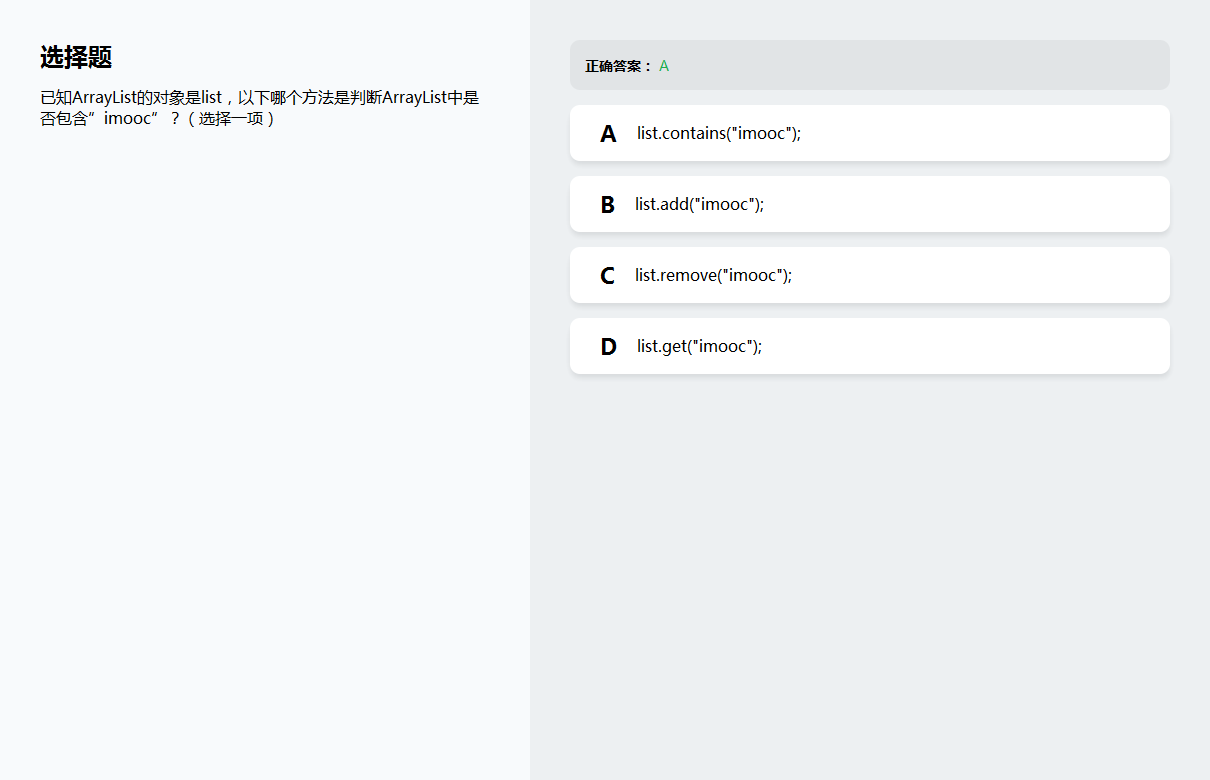 选择题
已知ArrayList的对象是list，以下哪个方法是判断ArrayList中是
否包含”imooc”？（选择一项）
正确答案： A
A list.contains("imooc");
B list.add("imooc");
C list.remove("imooc");
D list.get("imooc");